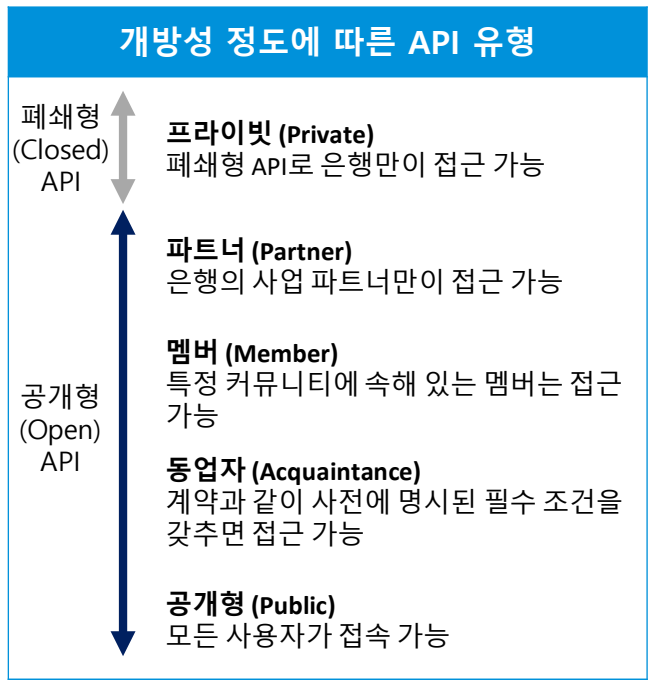 개방성 정도에 따른 API 유형
폐쇄형
(Closed)
API
프라이빗 (Private)
폐쇄형 API로 은행만이 접근 가능
파트너 (Partner)
은행의 사업 파트너만이 접근 가능
멤버 (Member)
특정 커뮤니티에 속해 있는 멤버는 접근
가능
공개형
(Open)
API
동업자 (Acquaintance)
계약과 같이 사전에 명시된 필수 조건을
갖추면 접근 가능
공개형 (Public)
모든 사용자가 접속 가능